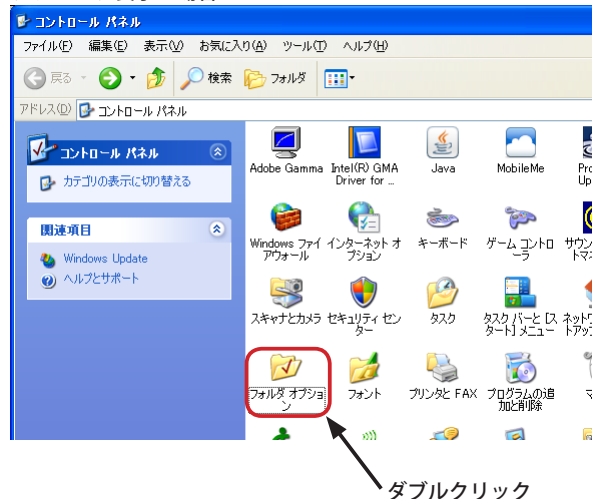 コントロール パネル
ファイル(F) 編集(E) 表示(V) お気に入り(A) ツール(T) ヘルプ(H)
戻る 検索 フォルダ
アドレス(D) コントロール パネル
コントロール パネル
カテゴリの表示に切り替える
関連項目
Windows Update
ヘルプとサポート
Adobe Gamma
Intel(R) GMA
Driver for ...
Java
MobileMe
Windows ファイ
アウォール
インターネット オ
プション
キーボード
ゲーム コントロ
ーラ
スキャナとカメラ
セキュリティ セン
ター
タスク
タスク バーと [ス
タート] メニュー
フォルダ オプショ
ン
フォント
プリンタと FAX
プログラムの追
加と削除
ダブルクリック